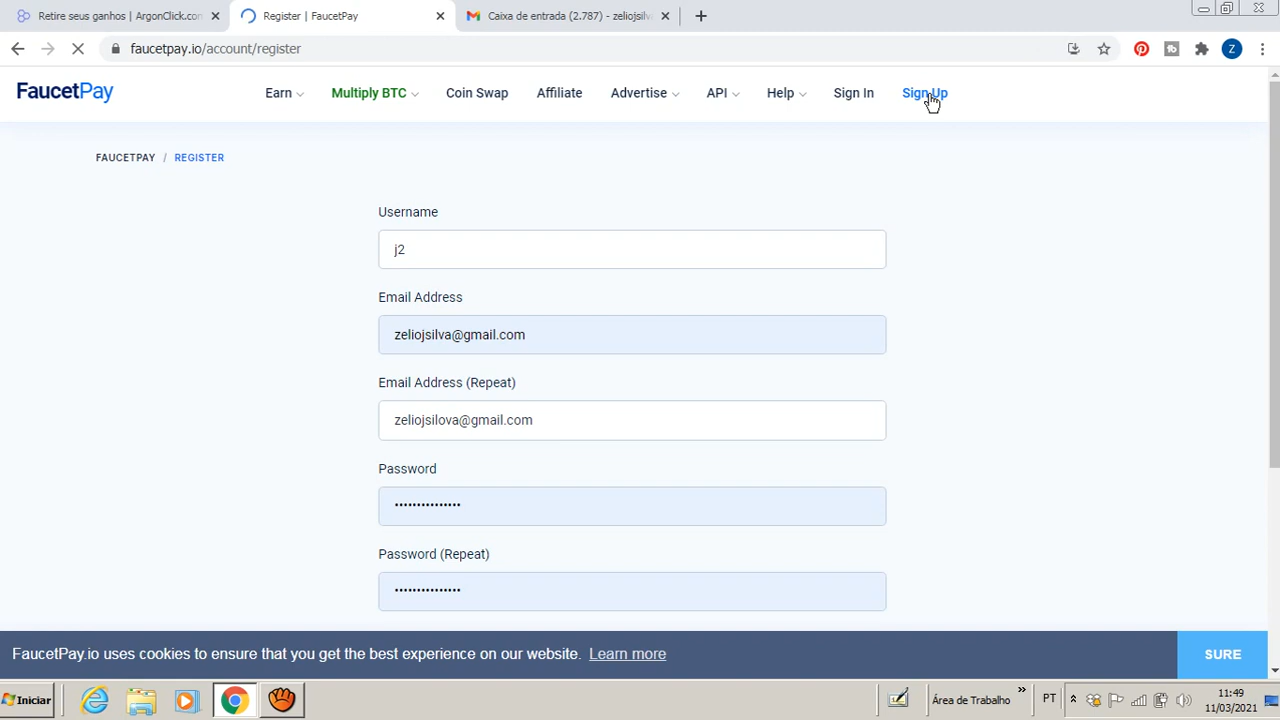 Retire seus ganhos | ArgonClick.con
Register | FaucetPay
Caixa de entrada (2.787) - zeliojsilv
faucetpay.io/account/register
Z
FaucetPay
Earn
Multiply BTC
Coin Swap
Affiliate
Advertise
API
Help
Sign In
Sign Up
FAUCETPAY / REGISTER
Username
j2
Email Address
zeliojsilva@gmail.com
Email Address (Repeat)
zeliojsilova@gmail.com
Password
•••••••••••••••
Password (Repeat)
•••••••••••••••
FaucetPay.io uses cookies to ensure that you get the best experience on our website. Learn more
SURE
Iniciar
Área de Trabalho
PT
11:49
11/03/2021